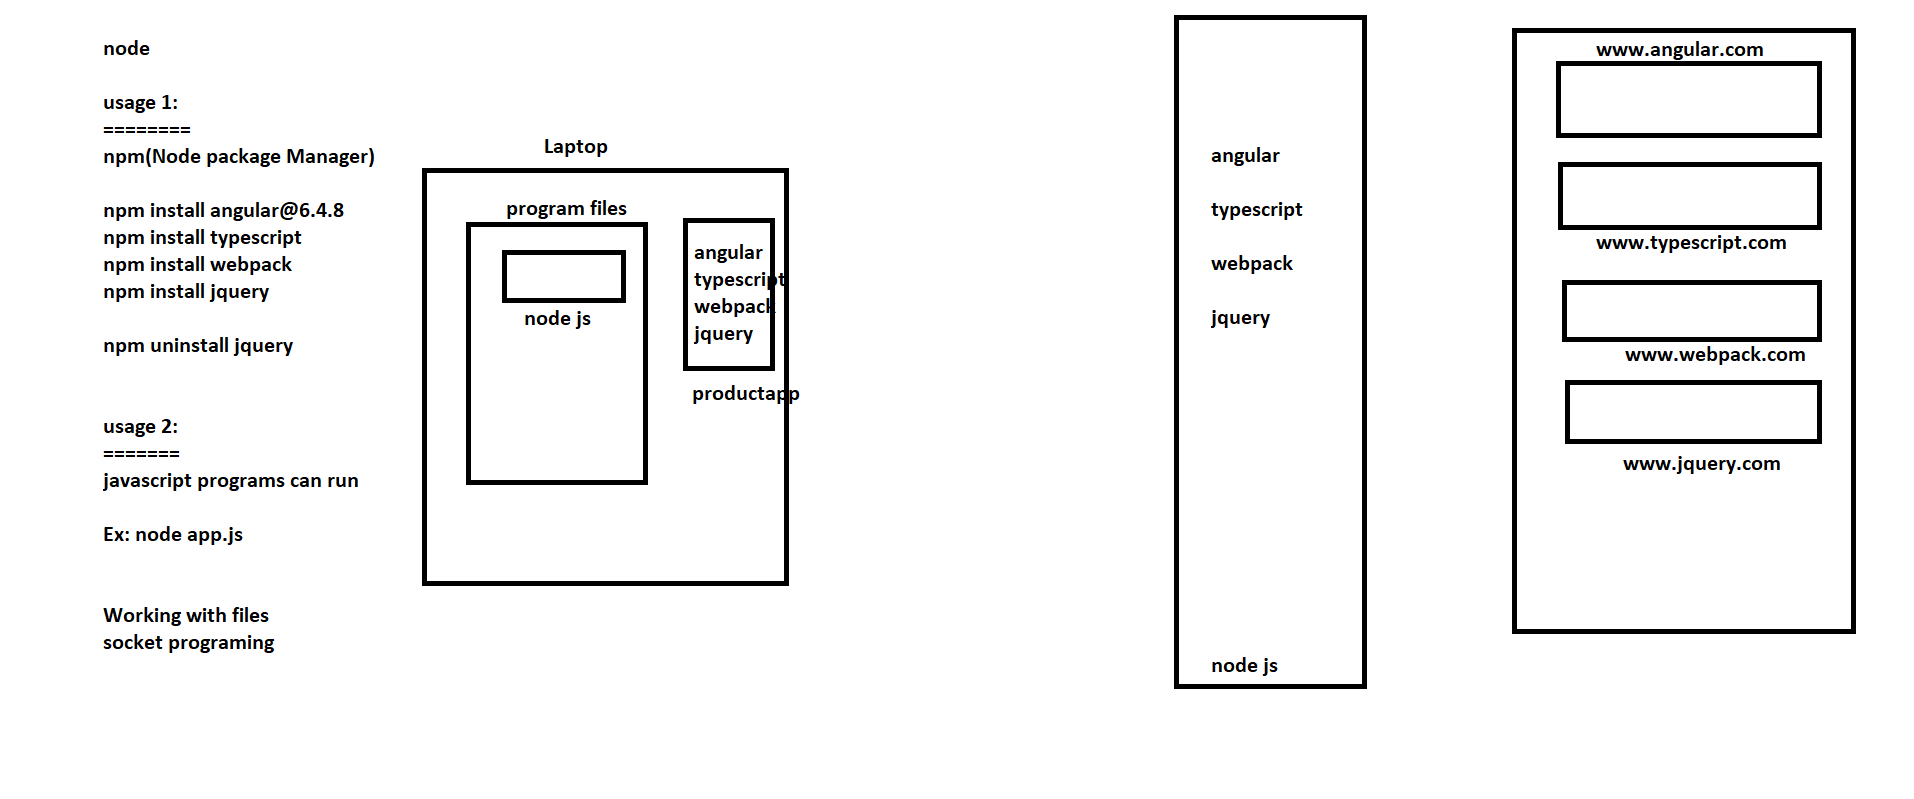 node
usage 1:
========
npm(Node package Manager)
npm install angular@6.4.8
npm install typescript
npm install webpack
npm install jquery
npm uninstall jquery
usage 2:
=======
javascript programs can run
Ex: node app.js
Working with files
socket programing
Laptop
program files
node js
angular
typescript
webpack
jquery
productapp
angular
typescript
webpack
jquery
node js
www.angular.com
www.typescript.com
www.webpack.com
www.jquery.com